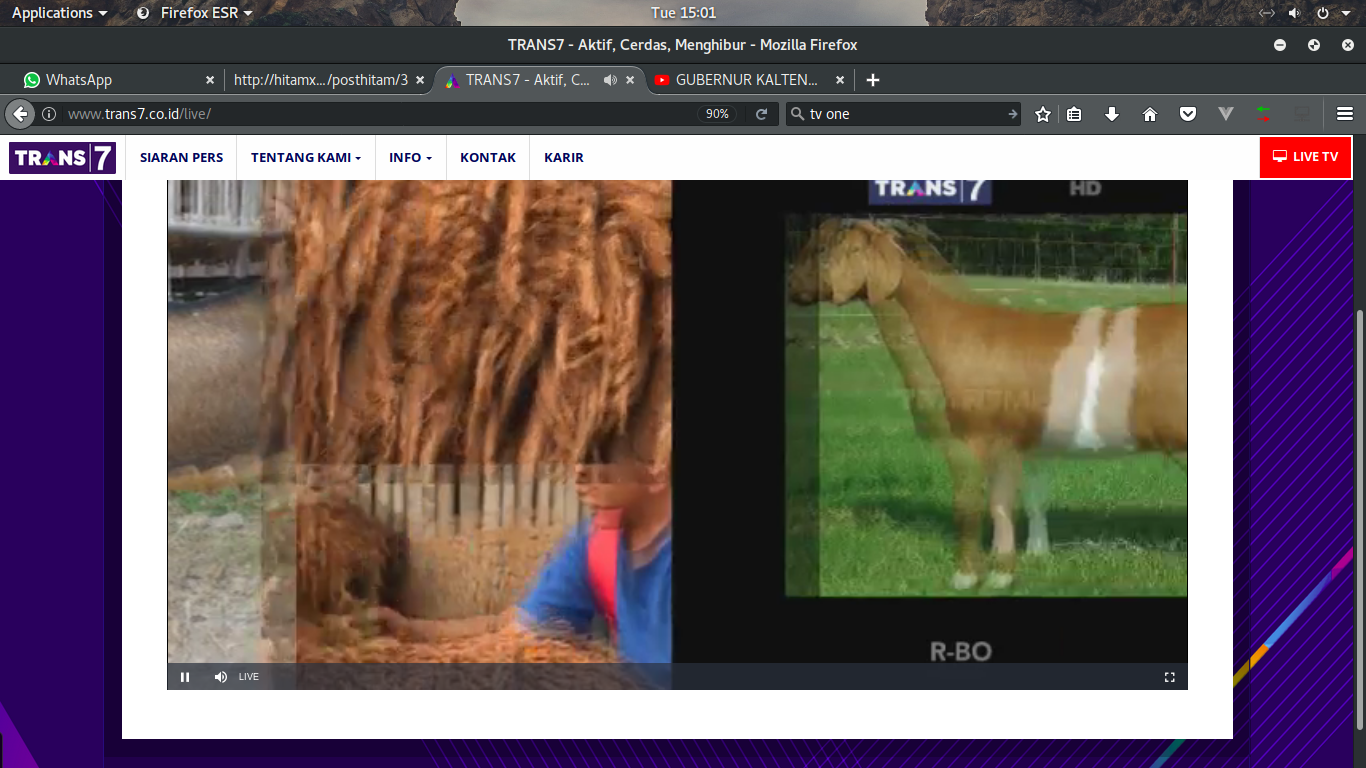 Applications Firefox ESR Tue 15:01
TRANS7 - Aktif, Cerdas, Menghibur - Mozilla Firefox
WhatsApp http://hitamx.../posthitam/3 TRANS7 - Aktif, C... GUBERNUR KALTEN...
www.trans7.co.id/live/ 90% tv one
TRANS 7 SIARAN PERS TENTANG KAMI INFO KONTAK KARIR LIVE TV
TRANS 7 HD
R-BO
LIVE